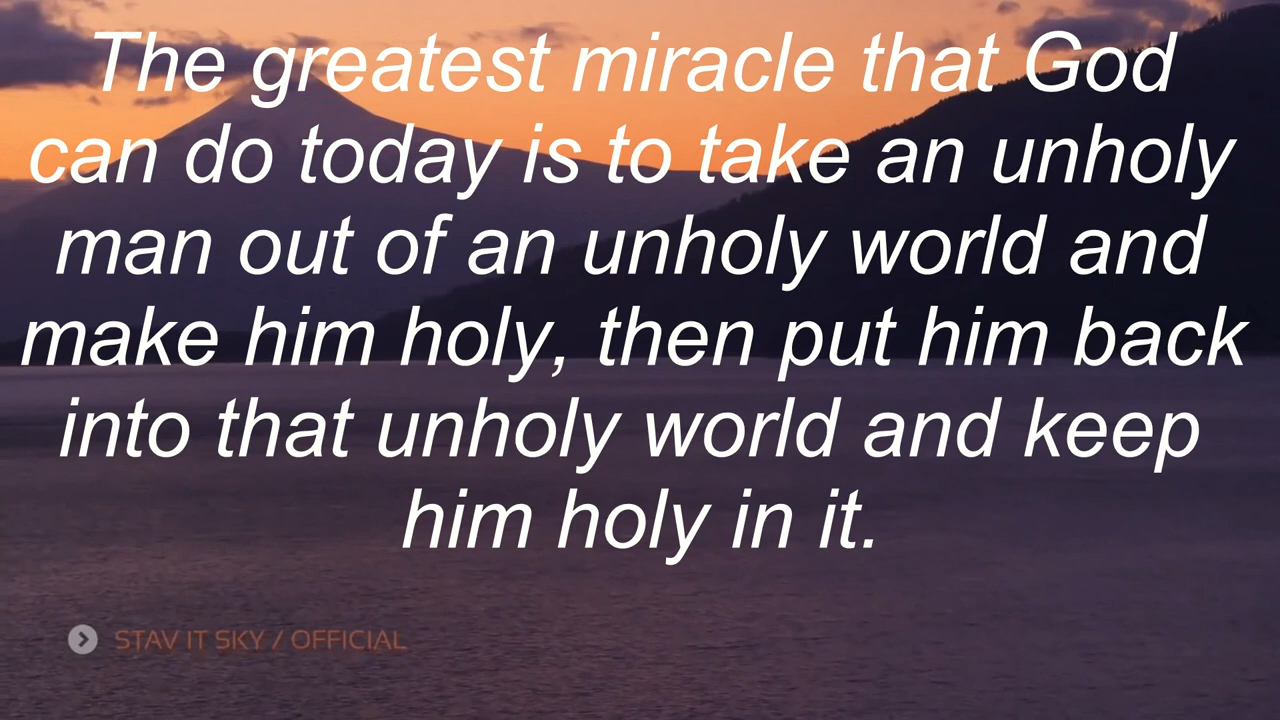 The greatest miracle that God
can do today is to take an unholy
man out of an unholy world and
make him holy, then put him back
into that unholy world and keep
him holy in it.
STAV IT SKY / OFFICIAL